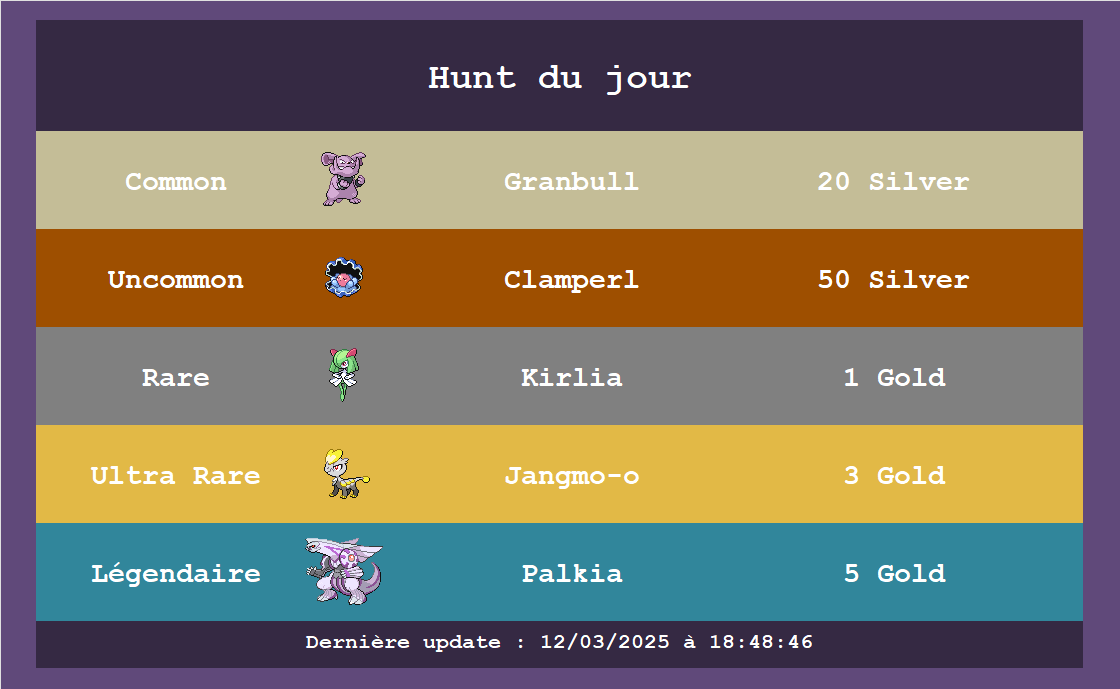 Hunt du jour
Common Granbull 20 Silver
Uncommon Clamperl 50 Silver
Rare Kirlia 1 Gold
Ultra Rare Jangmo-o 3 Gold
Légendaire Palkia 5 Gold
Dernière update : 12/03/2025 à 18:48:46